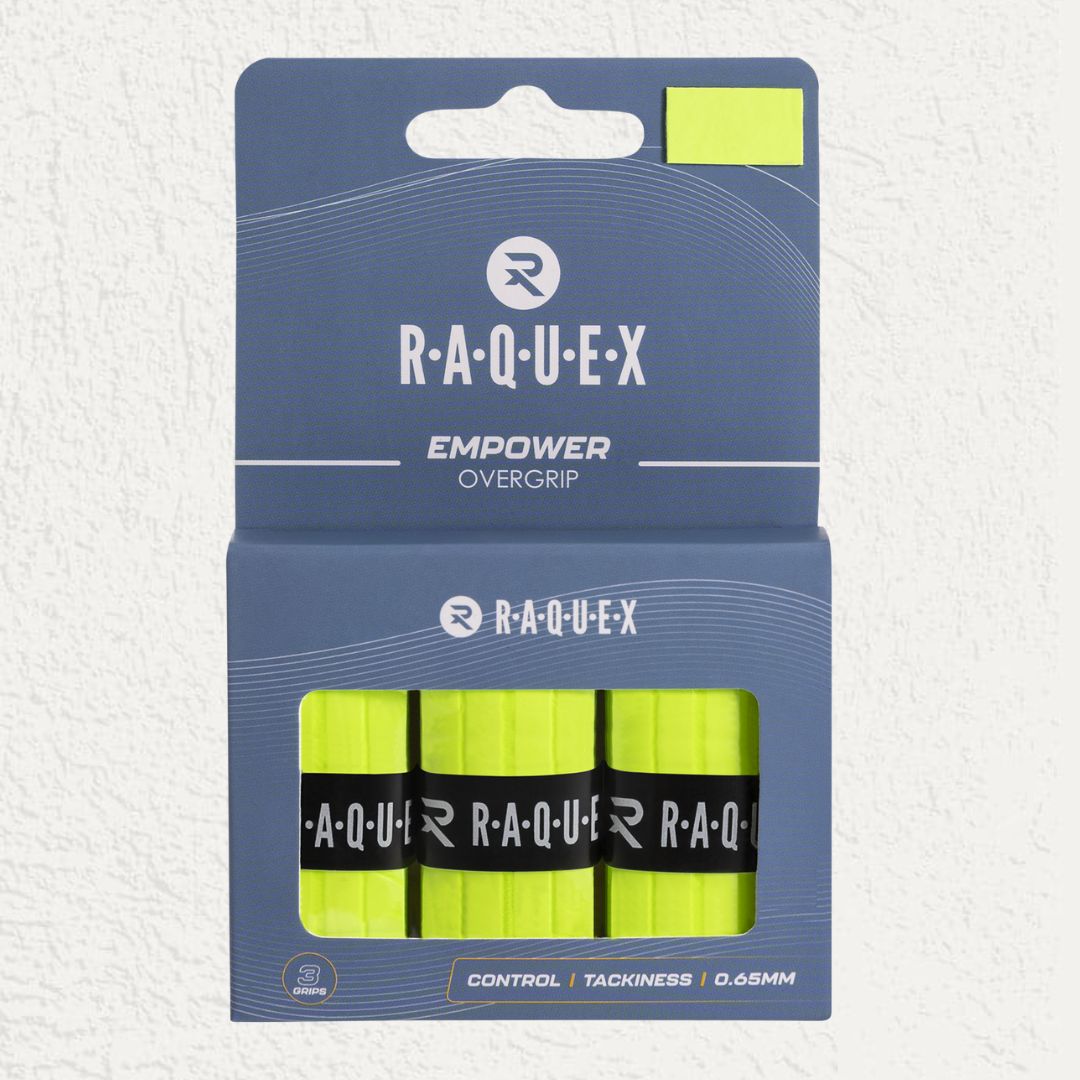 R·A·Q·U·E·X
EMPOWER
OVERGRIP
R·A·Q·U·E·X
·A·Q·U·E
R·A·Q·U·E
R·A·Q·U
3
GRIPS
CONTROL | TACKINESS | 0.65MM